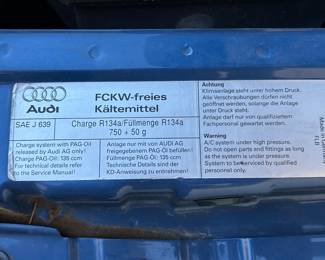 Audi
FCKW-freies
Kältemittel
SAE J 639
Charge R134a/Füllmenge R134a
750 + 50 g
Charge system with PAG-Oil
released by Audi AG only!
Charge PAG-Oil: 135 ccm
For technical details refer
to the Service Manual!
Anlage nur mit von AUDI AG
freigegebenem PAG-Öl befüllen!
Füllmenge PAG-Öl: 135 ccm
Technische Details sind der
KD-Anweisung zu entnehmen!
Achtung
Klimaanlage steht unter hohem Druck.
Alle Verschraubungen dürfen nicht
geöffnet werden, solange die Anlage
unter Druck steht.
Anlage darf nur von qualifiziertem
Fachpersonal gewartet werden.
Warning
A/C system under high pressure.
Do not open parts and fittings as long
as the system is under pressure.
System to be serviced by qualified
personnel only.
FLB